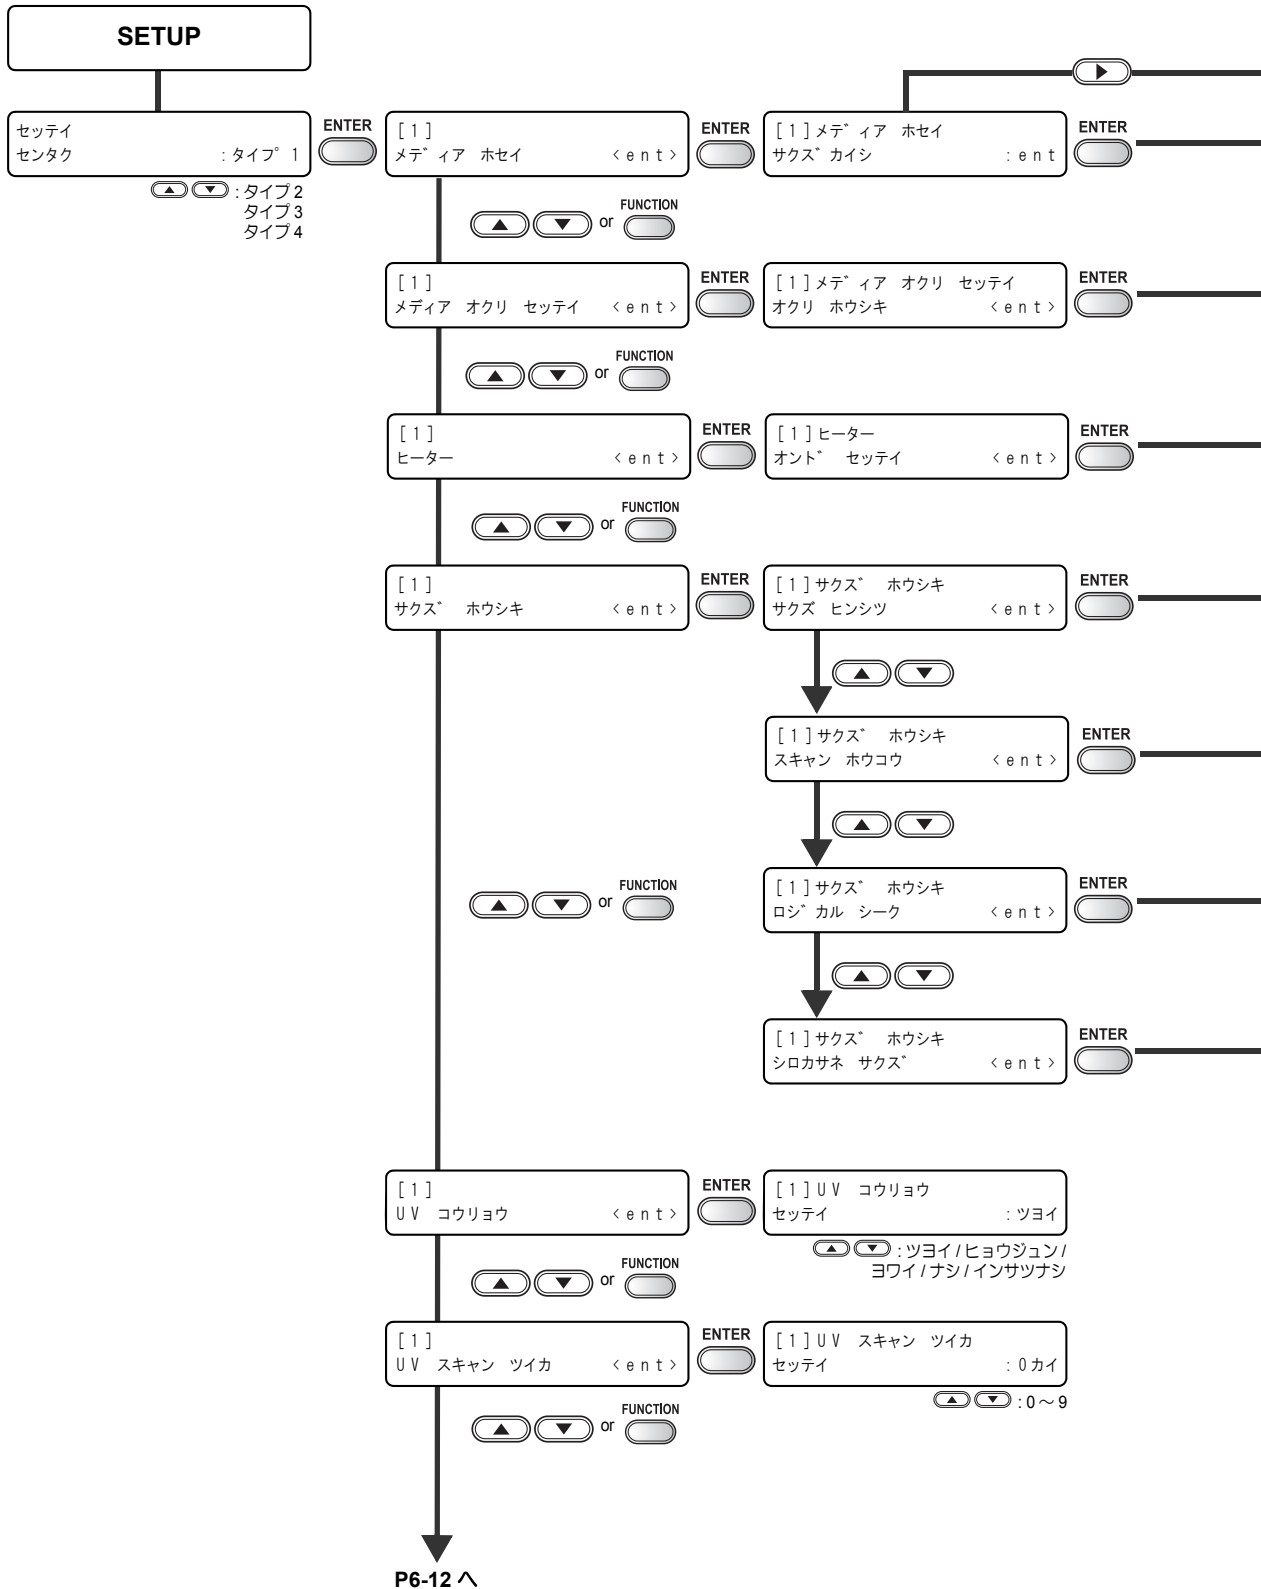 SETUP
セッテイ
センタク : タイプ 1
ENTER
: タイプ 2
タイプ 3
タイプ 4
[1]
メディア ホセイ <ent>
ENTER
[1]メディア ホセイ
サクズ カイシ : ent
ENTER
or FUNCTION
[1]
メディア オクリ セッテイ <ent>
ENTER
[1]メディア オクリ セッテイ
オクリ ホウシキ <ent>
ENTER
or FUNCTION
[1]
ヒーター <ent>
ENTER
[1]ヒーター
オンド セッテイ <ent>
ENTER
or FUNCTION
[1]
サクズ ホウシキ <ent>
ENTER
[1]サクズ ホウシキ
サクズ ヒンシツ <ent>
ENTER
[1]サクズ ホウシキ
スキャン ホウコウ <ent>
ENTER
or FUNCTION
[1]サクズ ホウシキ
ロジカル シーク <ent>
ENTER
[1]サクズ ホウシキ
シロカサネ サクズ <ent>
ENTER
[1]
UV コウリョウ <ent>
ENTER
[1]UV コウリョウ
セッテイ : ツヨイ
: ツヨイ / ヒョウジュン /
ヨワイ / ナシ / インサツナシ
or FUNCTION
[1]
UV スキャン ツイカ <ent>
ENTER
[1]UV スキャン ツイカ
セッテイ : 0カイ
: 0～9
or FUNCTION
P6-12 へ